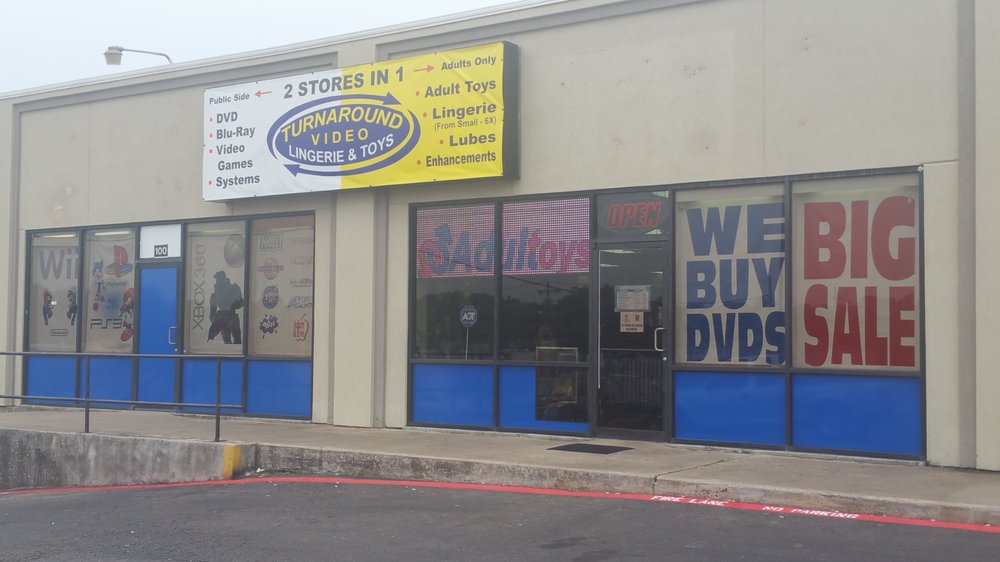 Public Side
2 STORES IN 1
Adults Only
• DVD
• Blu-Ray
• Video
Games
• Systems
TURNAROUND
VIDEO
LINGERIE & TOYS
• Adult Toys
• Lingerie
(From Small - 6X)
• Lubes
• Enhancements
Wii
Nintendo
PS3
100
XBOX 360
Adultoys
ADT
OPEN
WE
BUY
DVDS
BIG
SALE
FIRE LANE
NO PARKING